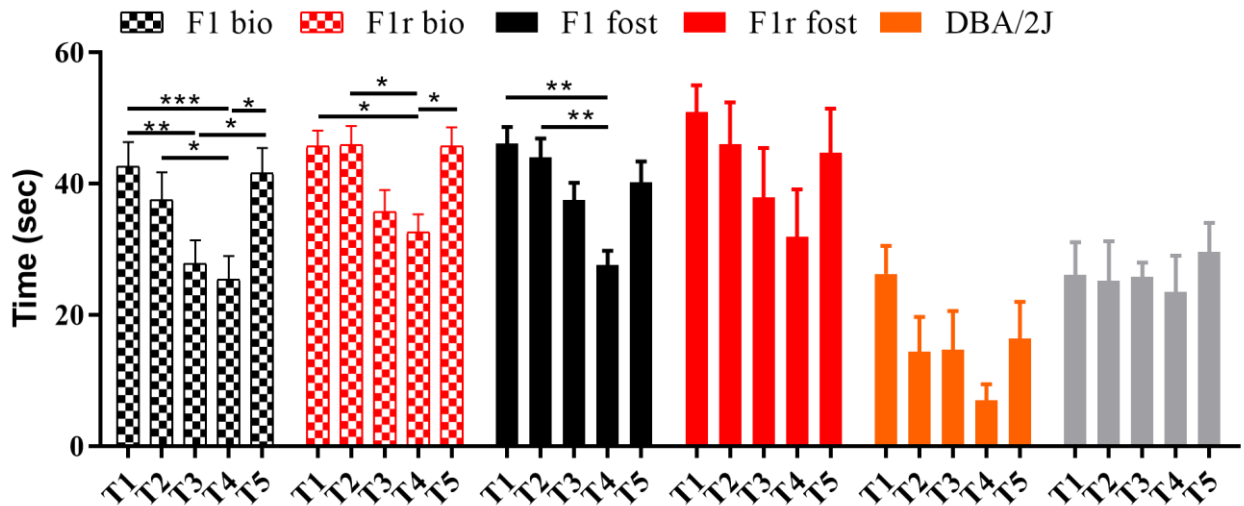 F1 bio F1r bio F1 fost F1r fost DBA/2J
60
*** * * ** 
** * * * **
*
40
20
0
Time (sec)
T1 T2 T3 T4 T5 T1 T2 T3 T4 T5 T1 T2 T3 T4 T5 T1 T2 T3 T4 T5 T1 T2 T3 T4 T5 T1 T2 T3 T4 T5